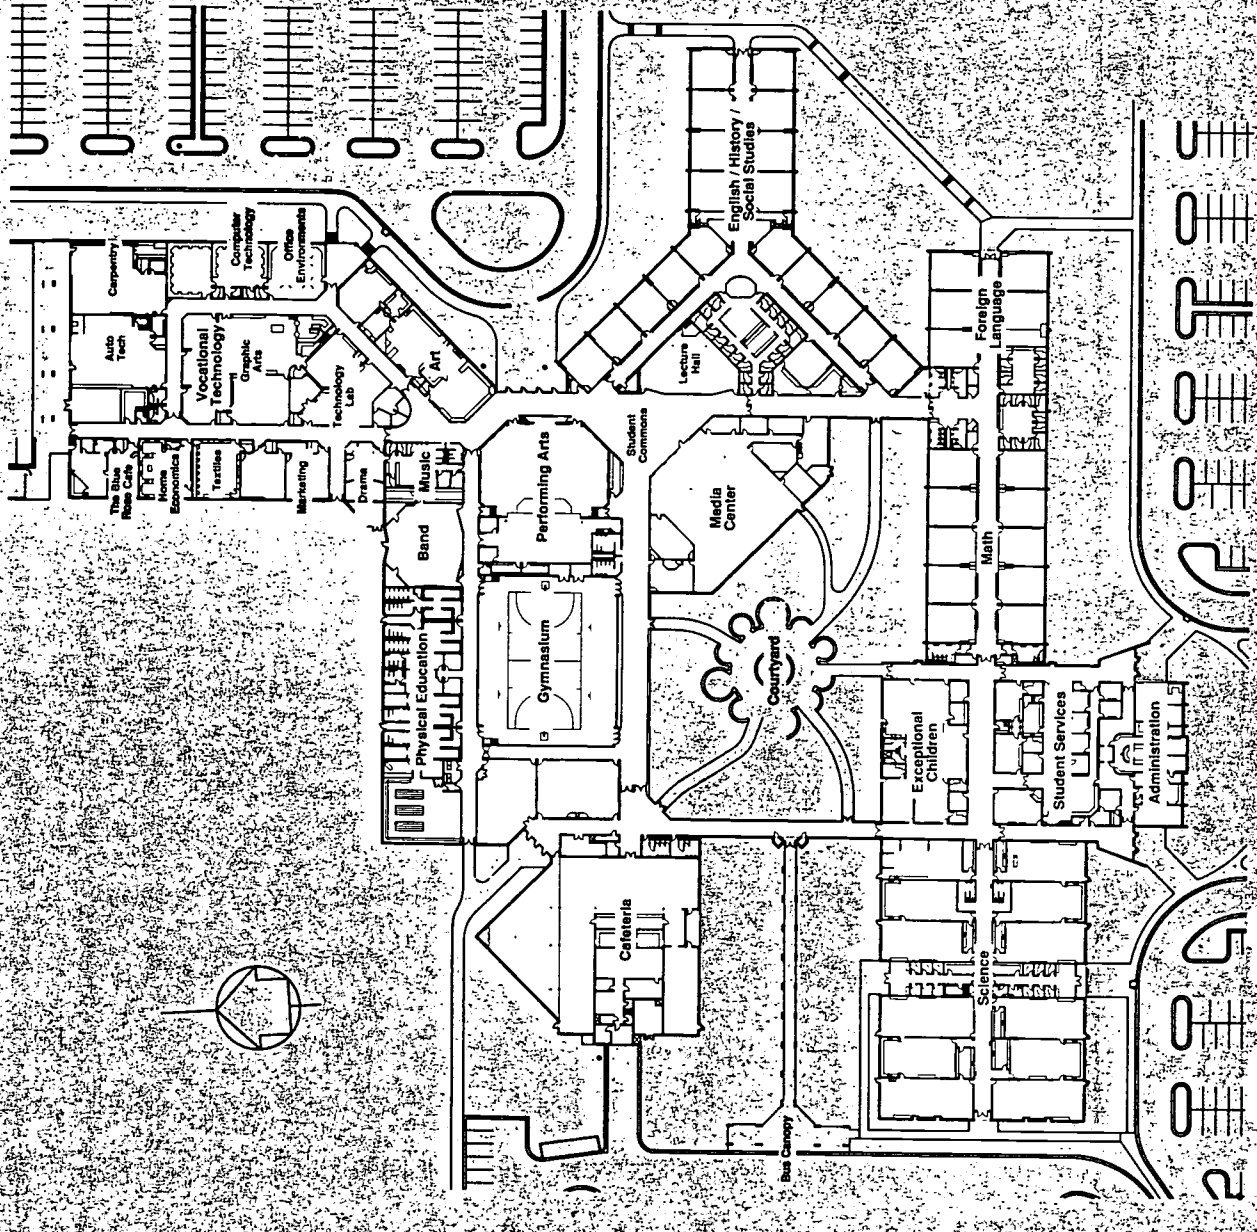 English / History
Social Studies
Carpentry
Computer
Technology
Office
Environments
Auto
Tech
Vocational
Technology
Graphic
Arts
Technology
Lab
Art
Lecture
Hall
Foreign
Language
The Blue
Rose Cafe
Home
Economics
Textiles
Marketing
Drama
Music
Band
Performing Arts
Student
Commons
Media
Center
Math
Physical Education
Gymnasium
Courtyard
Exceptional
Children
Student Services
Administration
Cafeteria
Science
Bus Canopy